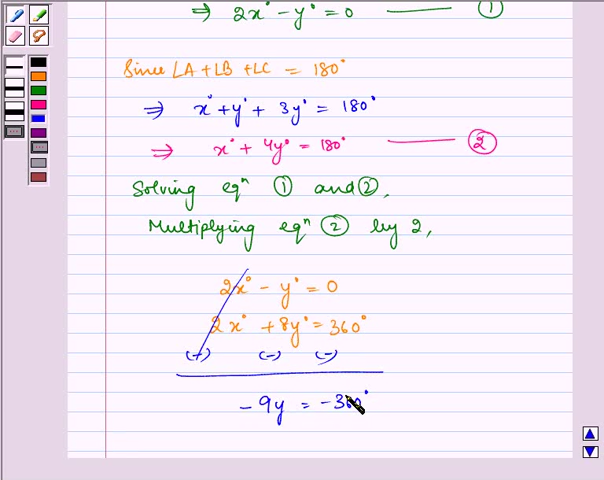 ⇒ 2x° - y° = 0 —— ①
Since ∠A + ∠B + ∠C = 180°
⇒ x° + y° + 3y° = 180°
⇒ x° + 4y° = 180° —— ②
Solving eqⁿ ① and ②,
Multiplying eqⁿ ② by 2,
2x° - y° = 0
2x° + 8y° = 360°
(-) (-) (-)
- 9y = - 360°